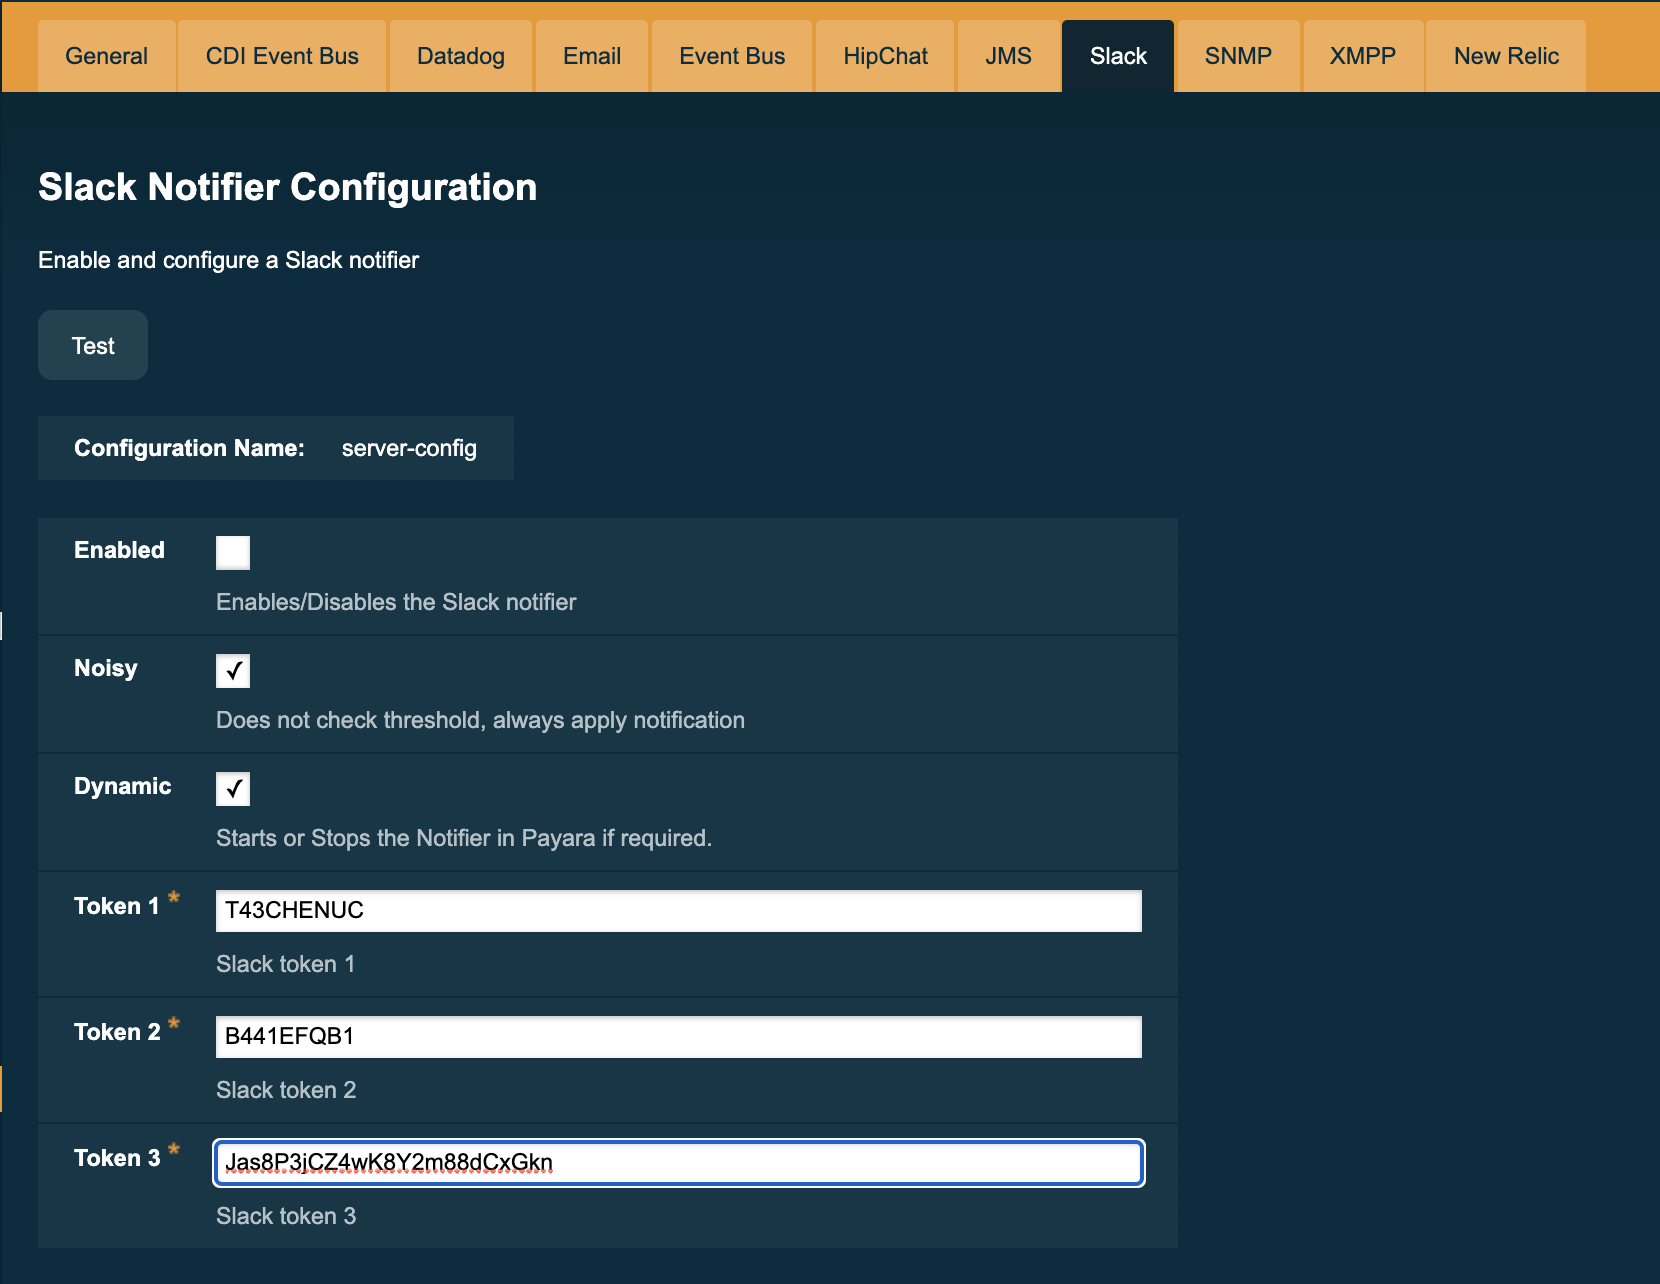 General CDI Event Bus Datadog Email Event Bus HipChat JMS Slack SNMP XMPP New Relic
Slack Notifier Configuration
Enable and configure a Slack notifier
Test
Configuration Name: server-config
Enabled
Enables/Disables the Slack notifier
Noisy ✓
Does not check threshold, always apply notification
Dynamic ✓
Starts or Stops the Notifier in Payara if required.
Token 1 * T43CHENUC
Slack token 1
Token 2 * B441EFQB1
Slack token 2
Token 3 * Jas8P3jCZ4wK8Y2m88dCxGkn
Slack token 3